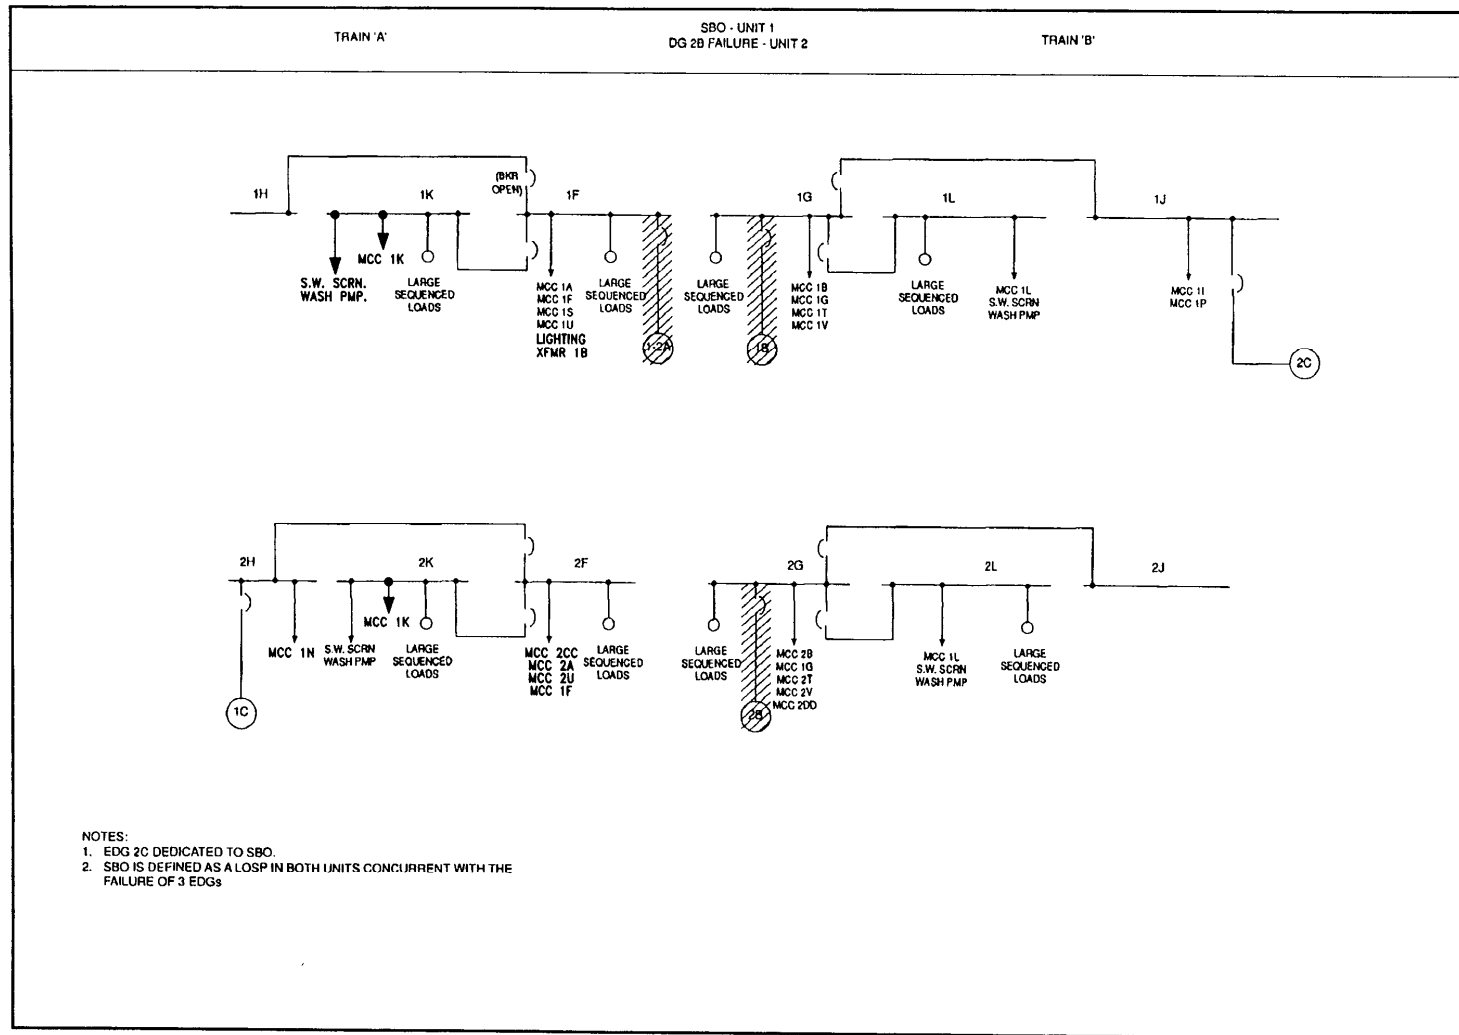 TRAIN 'A'
SBO - UNIT 1
DG 2B FAILURE - UNIT 2
TRAIN 'B'
(BKR
OPEN)
1H
1K
1F
1G
1L
1J
S.W. SCRN.
WASH PMP.
MCC 1K
LARGE
SEQUENCED
LOADS
MCC 1A
MCC 1F
MCC 1S
MCC 1U
LIGHTING
XFMR 1B
LARGE
SEQUENCED
LOADS
1-2A
LARGE
SEQUENCED
LOADS
1B
MCC 1B
MCC 1G
MCC 1T
MCC 1V
LARGE
SEQUENCED
LOADS
MCC 1L
S.W. SCRN
WASH PMP
MCC 1I
MCC 1P
2C
2H
2K
2F
2G
2L
2J
1C
MCC 1N
S.W. SCRN
WASH PMP
MCC 1K
LARGE
SEQUENCED
LOADS
MCC 2CC
MCC 2A
MCC 2U
MCC 1F
LARGE
SEQUENCED
LOADS
LARGE
SEQUENCED
LOADS
2B
MCC 2B
MCC 1G
MCC 2T
MCC 2V
MCC 2DD
MCC 1L
S.W. SCRN
WASH PMP
LARGE
SEQUENCED
LOADS
NOTES:
1. EDG 2C DEDICATED TO SBO.
2. SBO IS DEFINED AS A LOSP IN BOTH UNITS CONCURRENT WITH THE
FAILURE OF 3 EDGs